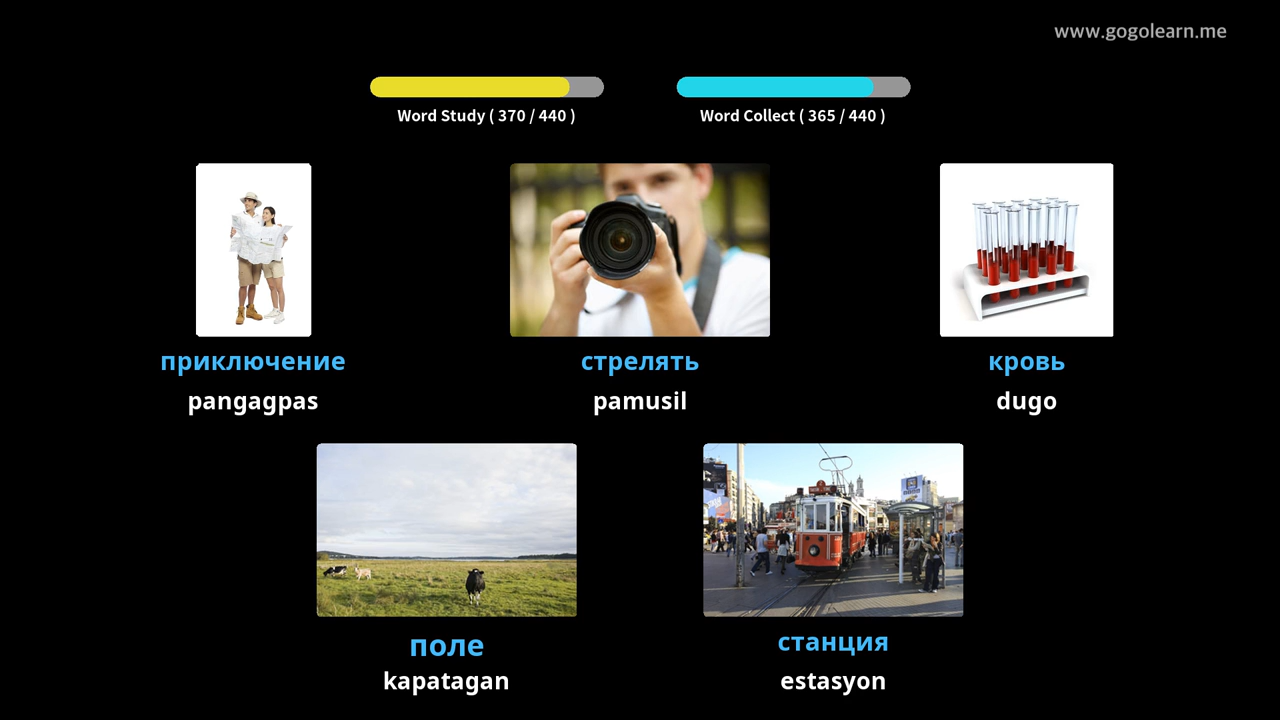 www.gogolearn.me
Word Study ( 370 / 440 )
Word Collect ( 365 / 440 )
приключение
стрелять
кровь
pangagpas
pamusil
dugo
поле
станция
kapatagan
estasyon